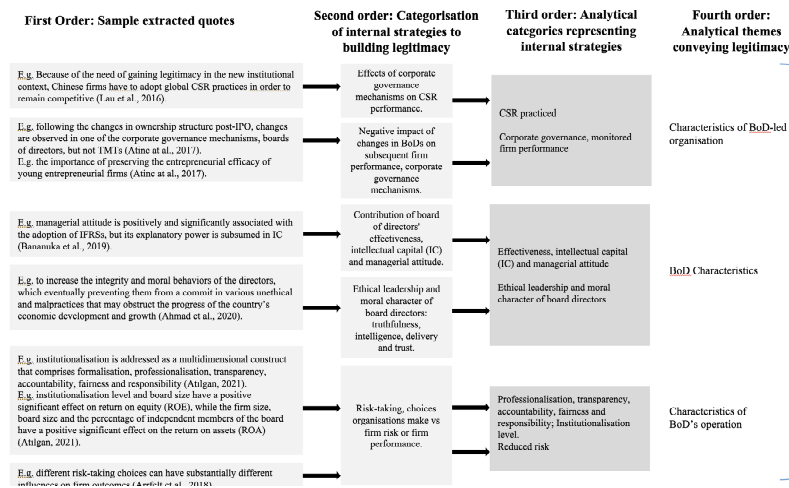 First Order: Sample extracted quotes
Second order: Categorisation
of internal strategies to
building legitimacy
Third order: Analytical
categories representing
internal strategies
Fourth order:
Analytical themes
conveying legitimacy
E.g. Because of the need of gaining legitimacy in the new institutional
context, Chinese firms have to adopt global CSR practices in order to
remain competitive (Lau et al., 2016).
E.g. following the changes in ownership structure post-IPO, changes
are observed in one of the corporate governance mechanisms, boards
of directors, but not TMTs (Atinc at al., 2017).
E.g. the importance of preserving the entrepreneurial efficacy of
young entrepreneurial firms (Atinc at al., 2017).
Effects of corporate
governance
mechanisms on CSR
performance.
Negative impact of
changes in BoDs on
subsequent firm
performance, corporate
governance
mechanisms.
CSR practiced
Corporate governance, monitored
firm performance
Characteristics of BoD-led
organisation
E.g. managerial attitude is positively and significantly associated with
the adoption of IFRSs, but its explanatory power is subsumed in IC
(Bananuka et al., 2019).
E.g. to increase the integrity and moral behaviors of the directors,
which eventually preventing them from a commit in various unethical
and malpractices that may obstruct the progress of the country's
economic development and growth (Ahmad et al., 2020).
Contribution of board
of directors'
effectiveness,
intellectual capital (IC)
and managerial attitude.
Ethical leadership and
moral character of
board directors:
truthfulness,
intelligence, delivery
and trust.
Effectiveness, intellectual capital
(IC) and managerial attitude
Ethical leadership and moral
character of board directors
BoD Characteristics
E.g. institutionalisation is addressed as a multidimensional construct
that comprises formalisation, professionalisation, transparency,
accountability, fairness and responsibility (Atılgan, 2021).
E.g. institutionalisation level and board size have a positive
significant effect on return on equity (ROE), while the firm size,
board size and the percentage of independent members of the board
have a positive significant effect on the return on assets (ROA)
(Atılgan, 2021).
E.g. different risk-taking choices can have substantially different
influences on firm outcomes (Arrfelt et al., 2018).
Risk-taking, choices
organisations make vs
firm risk or firm
performance.
Professionalisation, transparency,
accountability, fairness and
responsibility; Institutionalisation
level.
Reduced risk
Characteristics of
BoD's operation